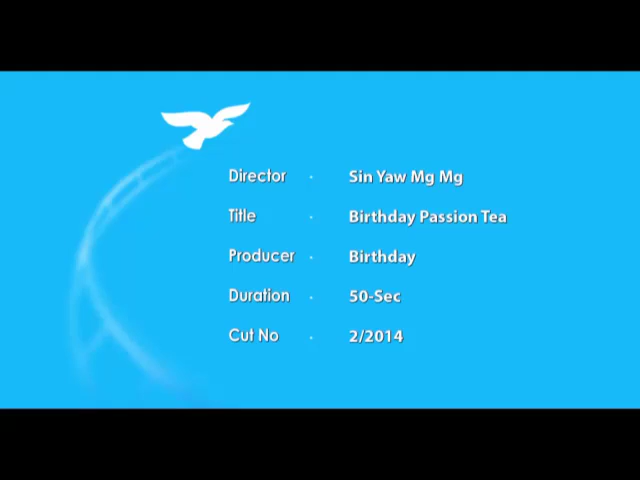 Director · Sin Yaw Mg Mg
Title · Birthday Passion Tea
Producer · Birthday
Duration · 50-Sec
Cut No · 2/2014